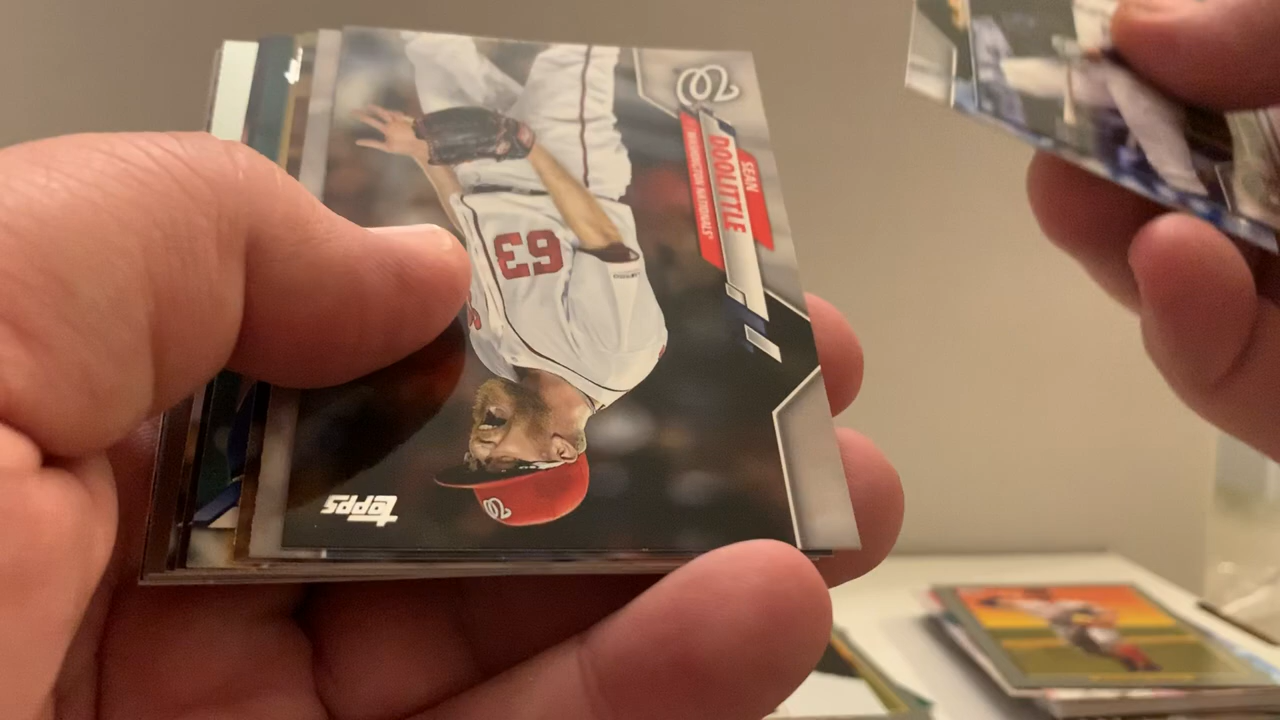 SEAN
DOOLITTLE
WASHINGTON NATIONALS
63
W
W
topps